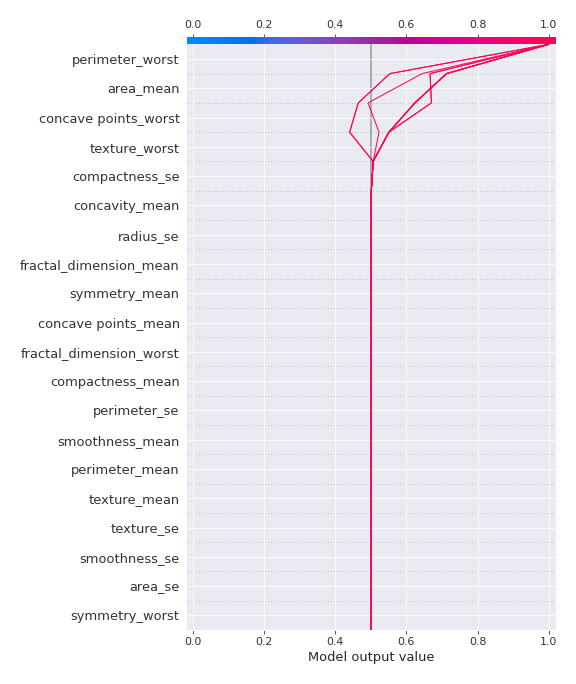 0.0 0.2 0.4 0.6 0.8 1.0
perimeter_worst
area_mean
concave points_worst
texture_worst
compactness_se
concavity_mean
radius_se
fractal_dimension_mean
symmetry_mean
concave points_mean
fractal_dimension_worst
compactness_mean
perimeter_se
smoothness_mean
perimeter_mean
texture_mean
texture_se
smoothness_se
area_se
symmetry_worst
0.0 0.2 0.4 0.6 0.8 1.0
Model output value